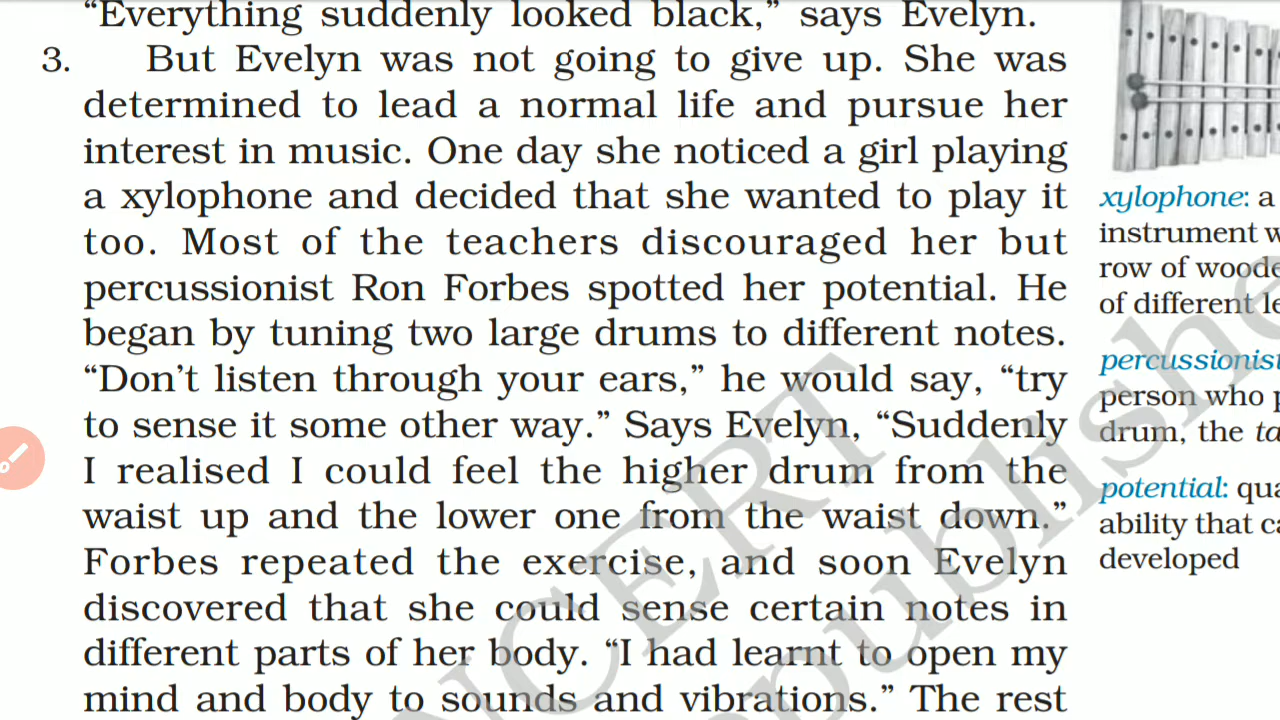 “Everything suddenly looked black,” says Evelyn.
3. But Evelyn was not going to give up. She was
determined to lead a normal life and pursue her
interest in music. One day she noticed a girl playing
a xylophone and decided that she wanted to play it
too. Most of the teachers discouraged her but
percussionist Ron Forbes spotted her potential. He
began by tuning two large drums to different notes.
“Don’t listen through your ears,” he would say, “try
to sense it some other way.” Says Evelyn, “Suddenly
I realised I could feel the higher drum from the
waist up and the lower one from the waist down.”
Forbes repeated the exercise, and soon Evelyn
discovered that she could sense certain notes in
different parts of her body. “I had learnt to open my
mind and body to sounds and vibrations.” The rest
xylophone: a
instrument
row of
of different
percussionist
person who
drum, the
potential:
ability that
developed
NCERT